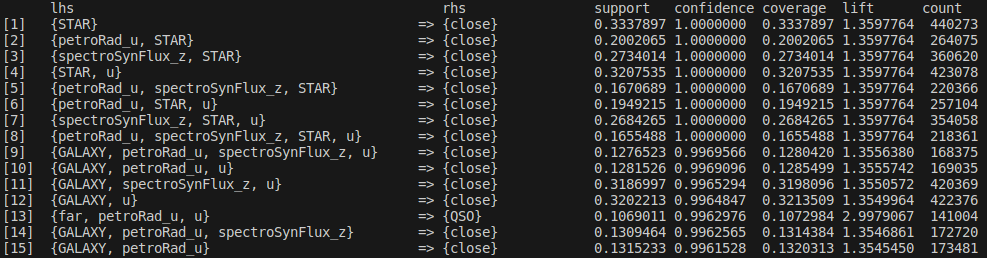 lhs rhs support confidence coverage lift count
[1] {STAR} => {close} 0.3337897 1.0000000 0.3337897 1.3597764 440273
[2] {petroRad_u, STAR} => {close} 0.2002065 1.0000000 0.2002065 1.3597764 264075
[3] {spectroSynFlux_z, STAR} => {close} 0.2734014 1.0000000 0.2734014 1.3597764 360620
[4] {STAR, u} => {close} 0.3207535 1.0000000 0.3207535 1.3597764 423078
[5] {petroRad_u, spectroSynFlux_z, STAR} => {close} 0.1670689 1.0000000 0.1670689 1.3597764 220366
[6] {petroRad_u, STAR, u} => {close} 0.1949215 1.0000000 0.1949215 1.3597764 257104
[7] {spectroSynFlux_z, STAR, u} => {close} 0.2684265 1.0000000 0.2684265 1.3597764 354058
[8] {petroRad_u, spectroSynFlux_z, STAR, u} => {close} 0.1655488 1.0000000 0.1655488 1.3597764 218361
[9] {GALAXY, petroRad_u, spectroSynFlux_z, u} => {close} 0.1276523 0.9969566 0.1280420 1.3556380 168375
[10] {GALAXY, petroRad_u, u} => {close} 0.1281526 0.9969096 0.1285499 1.3555742 169035
[11] {GALAXY, spectroSynFlux_z, u} => {close} 0.3186997 0.9965294 0.3198096 1.3550572 420369
[12] {GALAXY, u} => {close} 0.3202213 0.9964847 0.3213509 1.3549964 422376
[13] {far, petroRad_u, u} => {QSO} 0.1069011 0.9962976 0.1072984 2.9979067 141004
[14] {GALAXY, petroRad_u, spectroSynFlux_z} => {close} 0.1309464 0.9962565 0.1314384 1.3546861 172720
[15] {GALAXY, petroRad_u} => {close} 0.1315233 0.9961528 0.1320313 1.3545450 173481